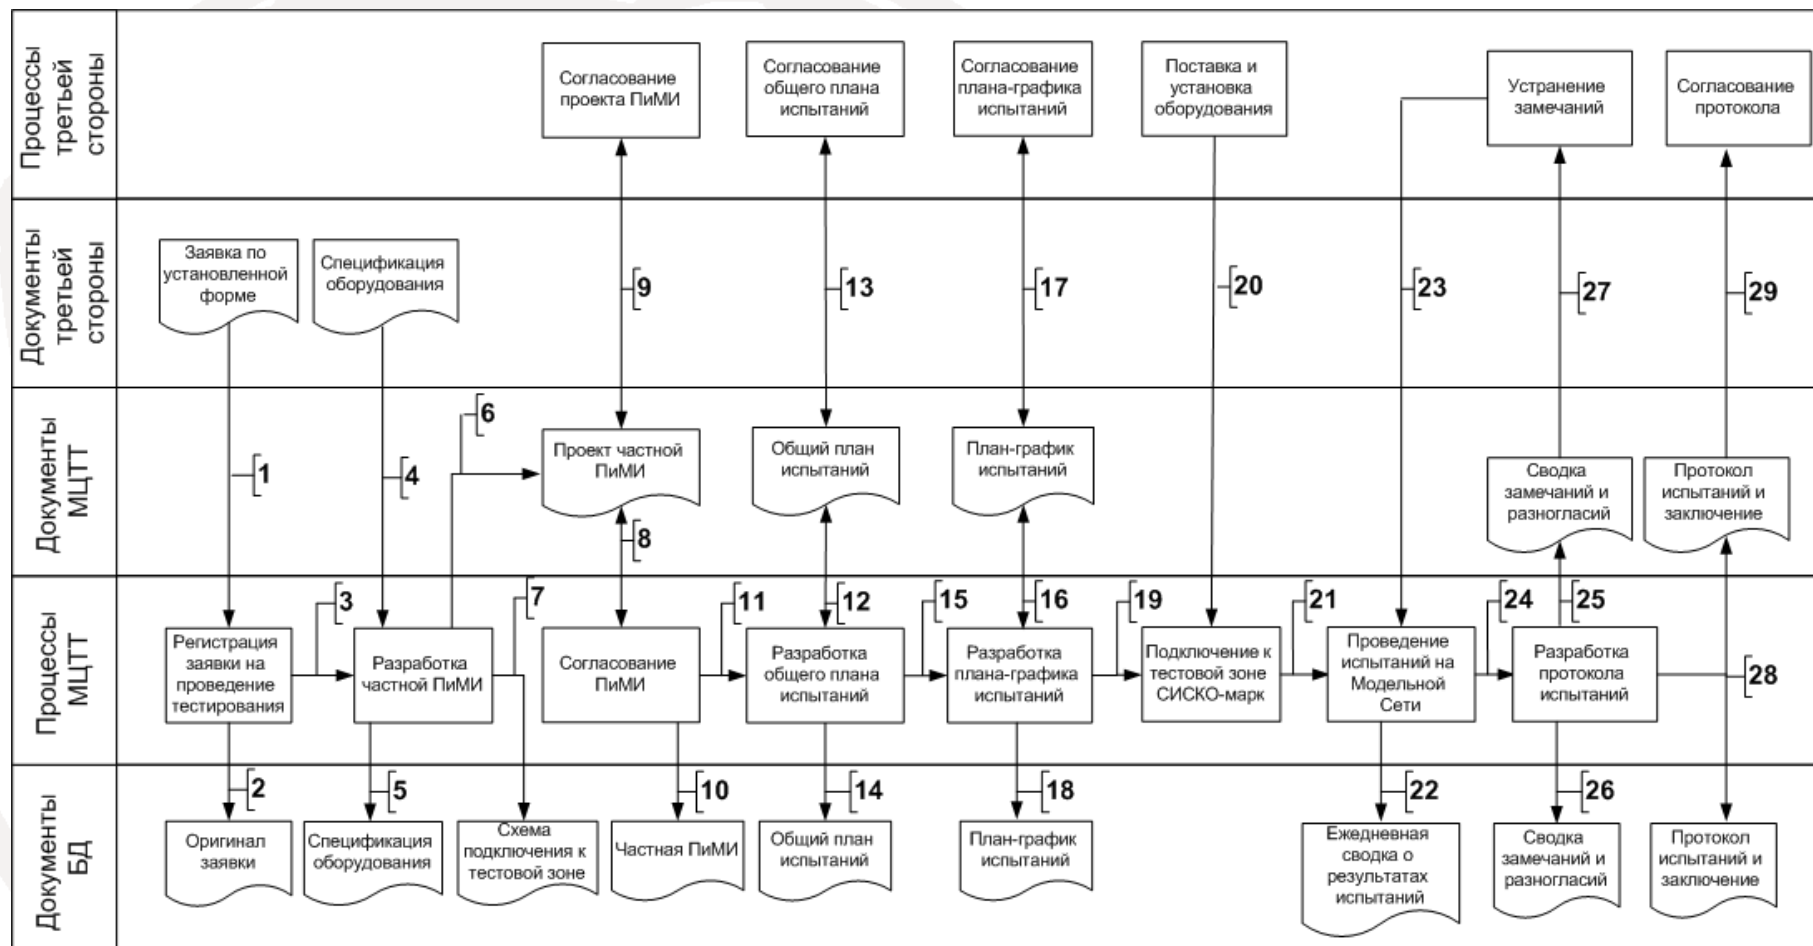 Процессы
третьей
стороны
Согласование
проекта ПиМИ
Согласование
общего плана
испытаний
Согласование
плана-графика
испытаний
Поставка и
установка
оборудования
Устранение
замечаний
Согласование
протокола
Документы
третьей
стороны
Заявка по
установленной
форме
Спецификация
оборудования
9
13
17
20
23
27
29
Документы
МЦТТ
1
4
6
Проект частной
ПиМИ
8
Общий план
испытаний
План-график
испытаний
Сводка
замечаний и
разногласий
Протокол
испытаний и
заключение
Процессы
МЦТТ
Регистрация
заявки на
проведение
тестирования
3
Разработка
частной ПиМИ
7
Согласование
ПиМИ
11
12
Разработка
общего плана
испытаний
15
16
Разработка
плана-графика
испытаний
19
Подключение к
тестовой зоне
СИСКО-марк
21
Проведение
испытаний на
Модельной
Сети
24
25
Разработка
протокола
испытаний
28
Документы
БД
2
5
10
14
18
22
26
Оригинал
заявки
Спецификация
оборудования
Схема
подключения к
тестовой зоне
Частная ПиМИ
Общий план
испытаний
План-график
испытаний
Ежедневная
сводка о
результатах
испытаний
Сводка
замечаний и
разногласий
Протокол
испытаний и
заключение